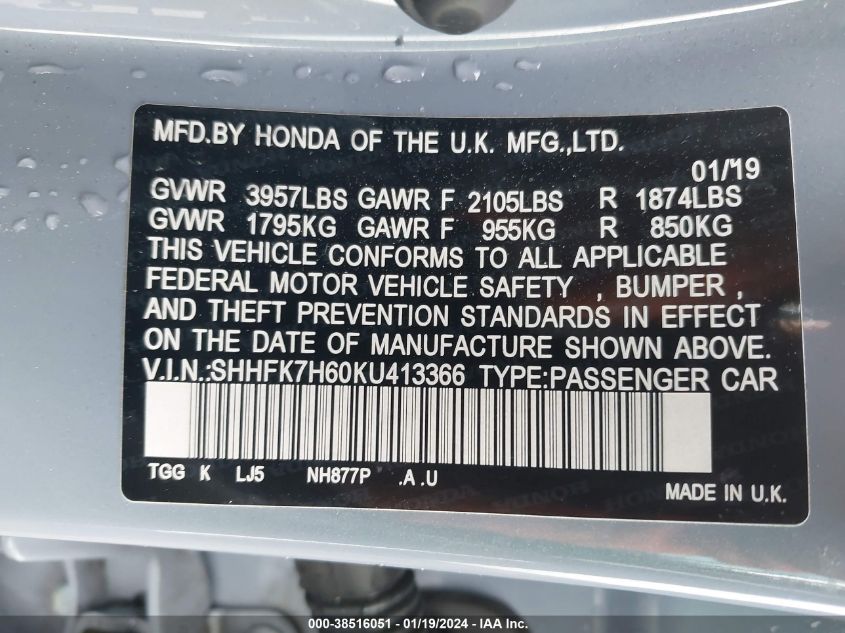 MFD.BY HONDA OF THE U.K. MFG.,LTD.
01/19
GVWR 3957LBS GAWR F 2105LBS R 1874LBS
GVWR 1795KG GAWR F 955KG R 850KG
THIS VEHICLE CONFORMS TO ALL APPLICABLE
FEDERAL MOTOR VEHICLE SAFETY , BUMPER ,
AND THEFT PREVENTION STANDARDS IN EFFECT
ON THE DATE OF MANUFACTURE SHOWN ABOVE.
V.I.N.:SHHFK7H60KU413366 TYPE:PASSENGER CAR
TGG K LJ5 NH877P .A .U
MADE IN U.K.
000-38516051 - 01/19/2024 - IAA Inc.